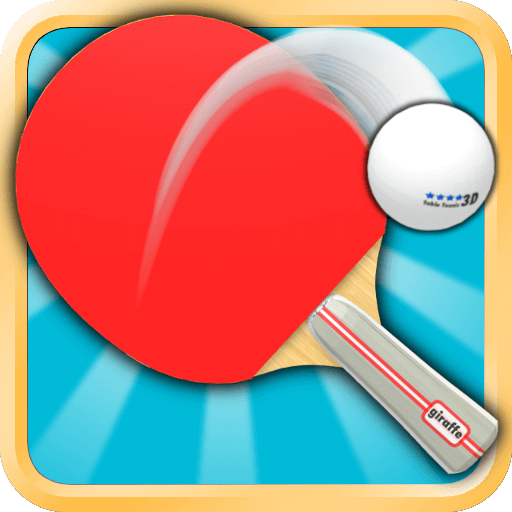 ★★★★3D
Table Tennis
giraffe